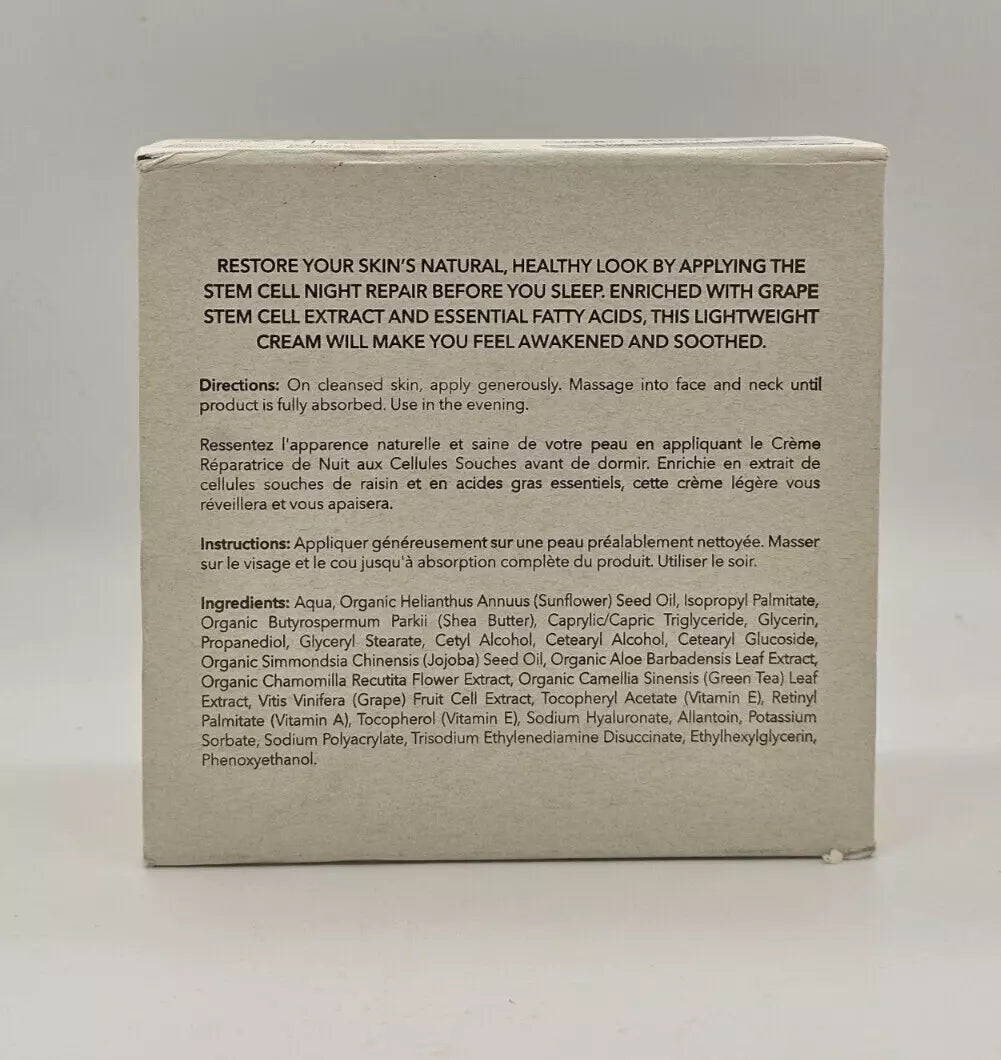 RESTORE YOUR SKIN'S NATURAL, HEALTHY LOOK BY APPLYING THE
STEM CELL NIGHT REPAIR BEFORE YOU SLEEP. ENRICHED WITH GRAPE
STEM CELL EXTRACT AND ESSENTIAL FATTY ACIDS, THIS LIGHTWEIGHT
CREAM WILL MAKE YOU FEEL AWAKENED AND SOOTHED.
Directions: On cleansed skin, apply generously. Massage into face and neck until
product is fully absorbed. Use in the evening.
Ressentez l'apparence naturelle et saine de votre peau en appliquant le Crème
Réparatrice de Nuit aux Cellules Souches avant de dormir. Enrichie en extrait de
cellules souches de raisin et en acides gras essentiels, cette crème légère vous
réveillera et vous apaisera.
Instructions: Appliquer généreusement sur une peau préalablement nettoyée. Masser
sur le visage et le cou jusqu'à absorption complète du produit. Utiliser le soir.
Ingredients: Aqua, Organic Helianthus Annuus (Sunflower) Seed Oil, Isopropyl Palmitate,
Organic Butyrospermum Parkii (Shea Butter), Caprylic/Capric Triglyceride, Glycerin,
Propanediol, Glyceryl Stearate, Cetyl Alcohol, Cetearyl Alcohol, Cetearyl Glucoside,
Organic Simmondsia Chinensis (Jojoba) Seed Oil, Organic Aloe Barbadensis Leaf Extract,
Organic Chamomilla Recutita Flower Extract, Organic Camellia Sinensis (Green Tea) Leaf
Extract, Vitis Vinifera (Grape) Fruit Cell Extract, Tocopheryl Acetate (Vitamin E), Retinyl
Palmitate (Vitamin A), Tocopherol (Vitamin E), Sodium Hyaluronate, Allantoin, Potassium
Sorbate, Sodium Polyacrylate, Trisodium Ethylenediamine Disuccinate, Ethylhexylglycerin,
Phenoxyethanol.